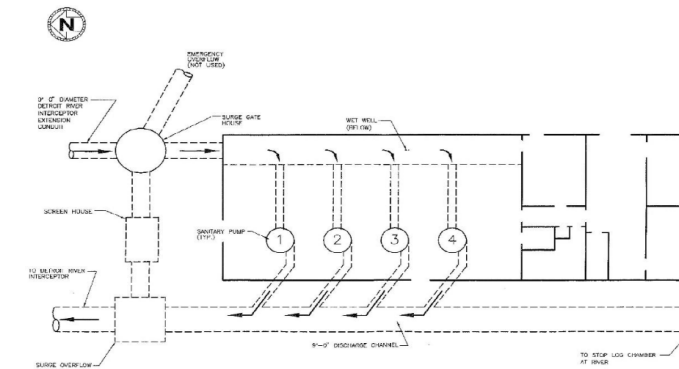 N
EMERGENCY
OVERFLOW
(NOT USED)
DIAMETER
DETROIT RIVER
INTERCEPTOR
EXTENSION
CONDUIT
SURGE GATE
HOUSE
WET WELL
(BELOW)
SCREEN HOUSE
SANITARY PUMP
(TYP.)
1
2
3
4
TO DETROIT RIVER
INTERCEPTOR
9'-0" DISCHARGE CHANNEL
SURGE OVERFLOW
TO STOP LOG CHAMBER
AT RIVER